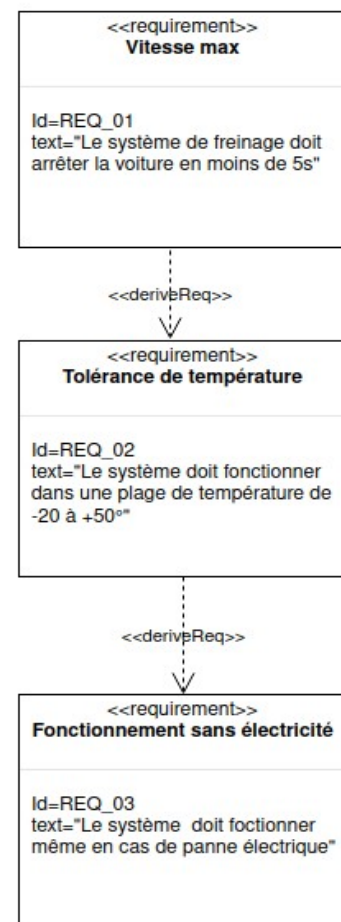 <<requirement>>
Vitesse max
Id=REQ_01
text="Le système de freinage doit
arrêter la voiture en moins de 5s"
<<deriveReq>>
<<requirement>>
Tolérance de température
Id=REQ_02
text="Le système doit fonctionner
dans une plage de température de
-20 à +50°"
<<deriveReq>>
<<requirement>>
Fonctionnement sans électricité
Id=REQ_03
text="Le système  doit foctionner
même en cas de panne électrique"